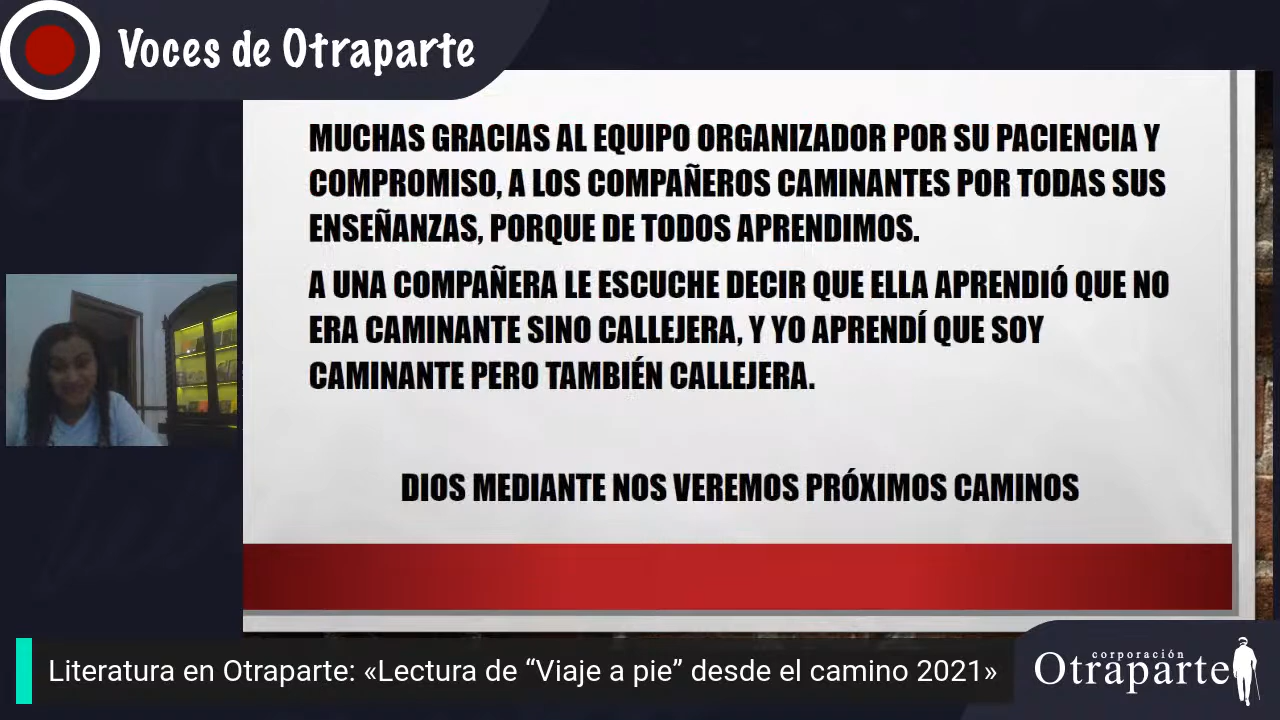 Voces de Otraparte
MUCHAS GRACIAS AL EQUIPO ORGANIZADOR POR SU PACIENCIA Y
COMPROMISO, A LOS COMPAÑEROS CAMINANTES POR TODAS SUS
ENSEÑANZAS, PORQUE DE TODOS APRENDIMOS.
A UNA COMPAÑERA LE ESCUCHE DECIR QUE ELLA APRENDIÓ QUE NO
ERA CAMINANTE SINO CALLEJERA, Y YO APRENDÍ QUE SOY
CAMINANTE PERO TAMBIÉN CALLEJERA.
DIOS MEDIANTE NOS VEREMOS PRÓXIMOS CAMINOS
Literatura en Otraparte: «Lectura de “Viaje a pie” desde el camino 2021»
corporación
Otraparte